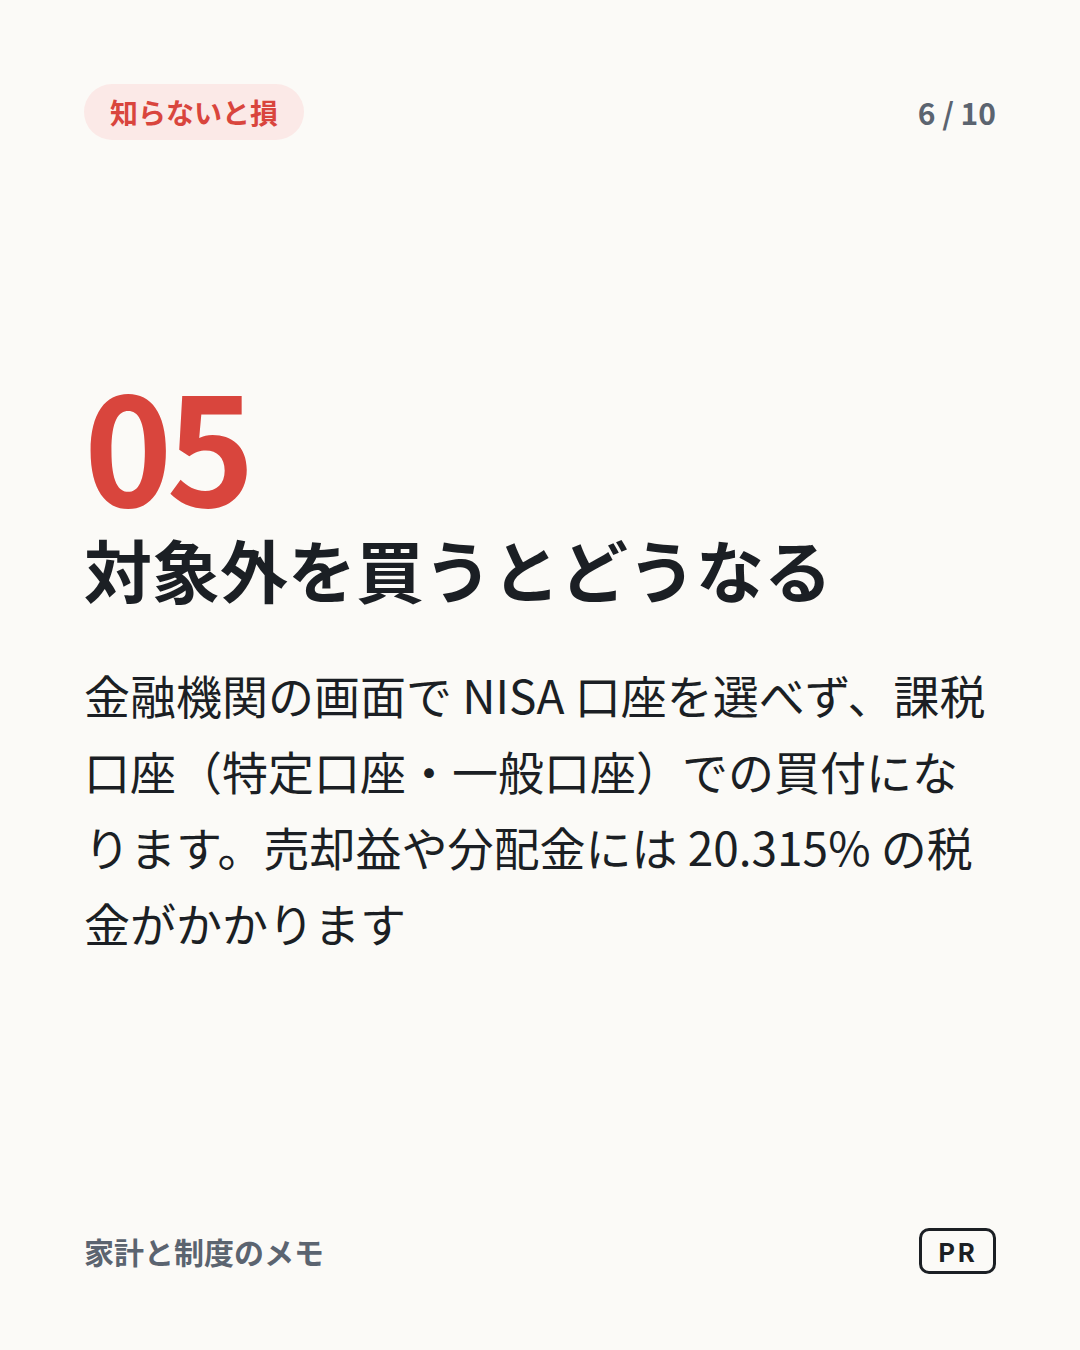 知らないと損
6 / 10
05
対象外を買うとどうなる
金融機関の画面で NISA 口座を選べず、課税
口座（特定口座・一般口座）での買付にな
ります。売却益や分配金には 20.315% の税
金がかかります
家計と制度のメモ
PR